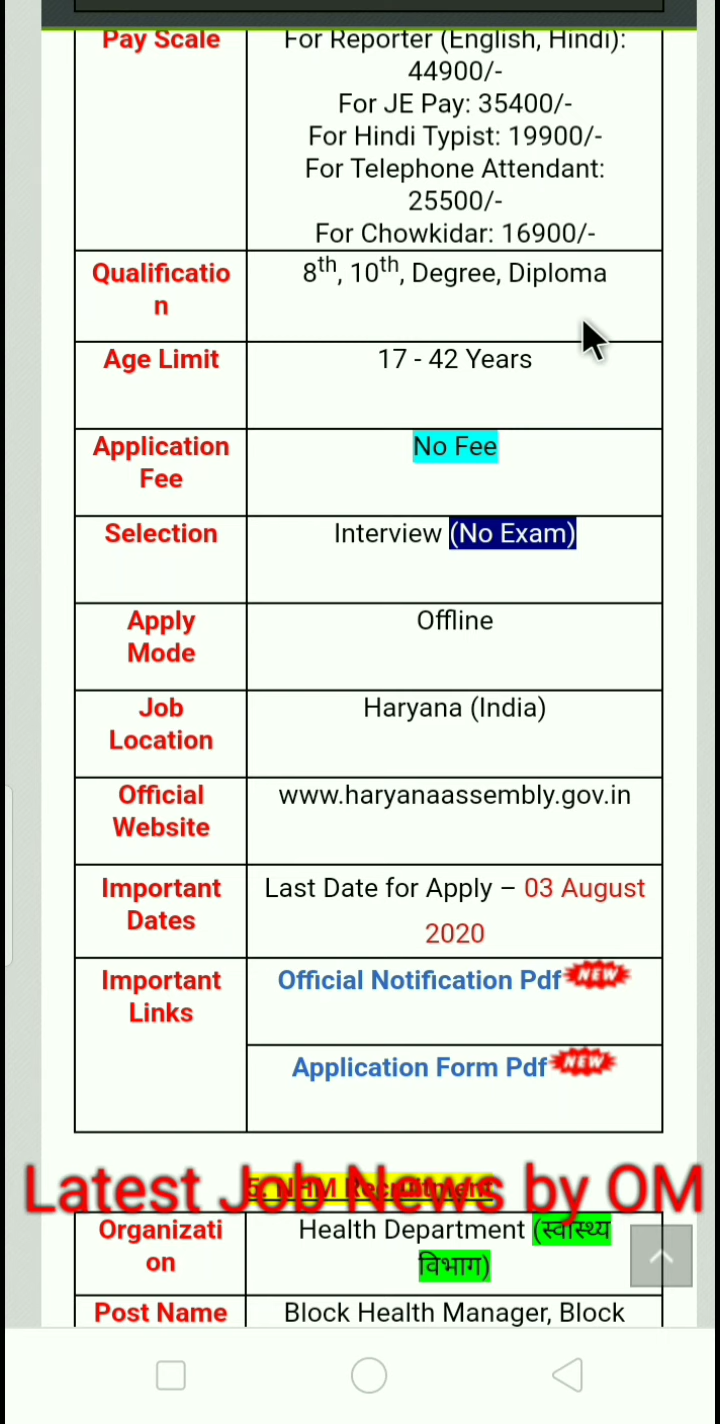 Pay Scale
For Reporter (English, Hindi):
44900/-
For JE Pay: 35400/-
For Hindi Typist: 19900/-
For Telephone Attendant:
25500/-
For Chowkidar: 16900/-
Qualificatio
n
8th, 10th, Degree, Diploma
Age Limit
17 - 42 Years
Application
Fee
No Fee
Selection
Interview (No Exam)
Apply
Mode
Offline
Job
Location
Haryana (India)
Official
Website
www.haryanaassembly.gov.in
Important
Dates
Last Date for Apply – 03 August
2020
Important
Links
Official Notification Pdf NEW
Application Form Pdf NEW
5. NHM Recruitment
Latest Job News by OM
Organizati
on
Health Department (स्वास्थ्य
विभाग)
Post Name
Block Health Manager, Block